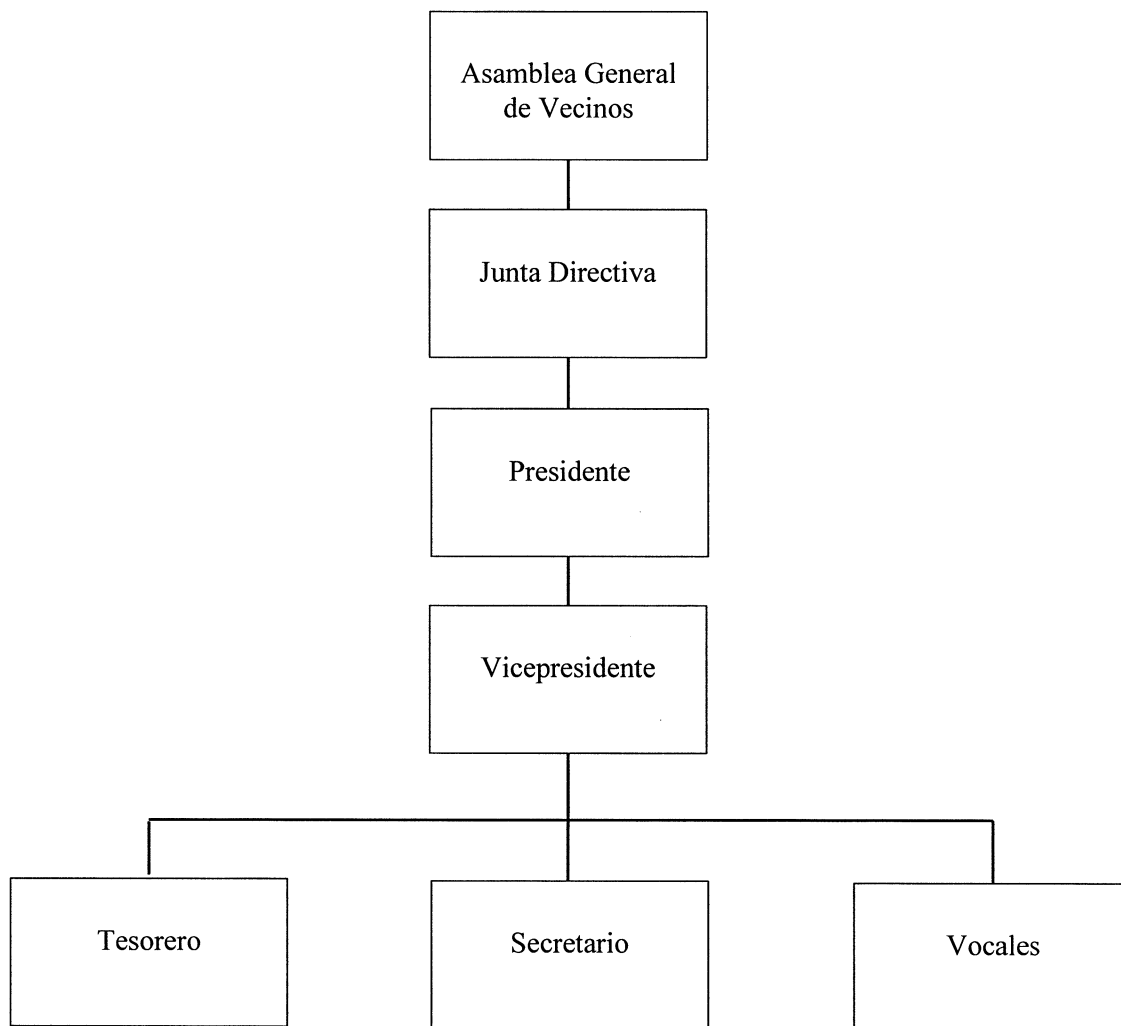 Asamblea General
de Vecinos
Junta Directiva
Presidente
Vicepresidente
Tesorero
Secretario
Vocales